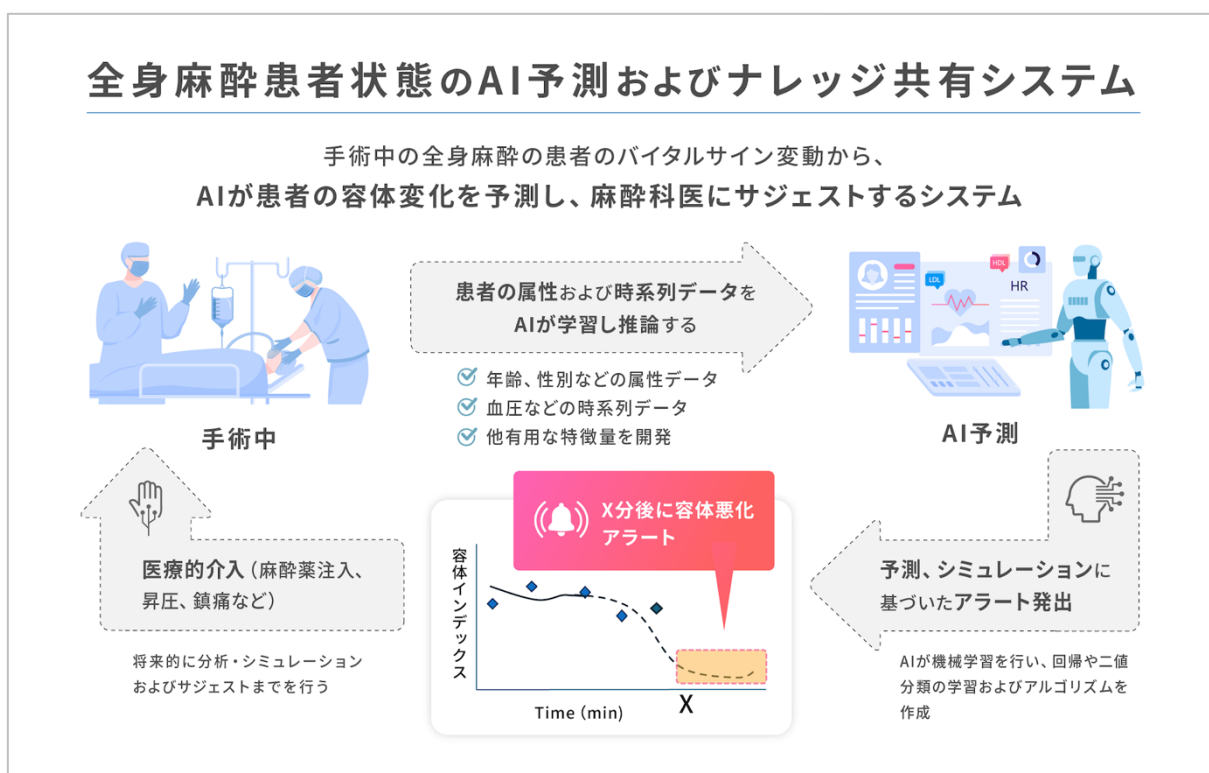 全身麻酔患者状態のAI予測およびナレッジ共有システム
手術中の全身麻酔の患者のバイタルサイン変動から、
AIが患者の容体変化を予測し、麻酔科医にサジェストするシステム
患者の属性および時系列データを
AIが学習し推論する
年齢、性別などの属性データ
血圧などの時系列データ
他有用な特徴量を開発
手術中
HDL
LDL
HR
AI予測
X分後に容体悪化
アラート
容体インデックス
Time (min)
X
予測、シミュレーションに
基づいたアラート発出
AIが機械学習を行い、回帰や二値
分類の学習およびアルゴリズムを
作成
医療的介入（麻酔薬注入、
昇圧、鎮痛など）
将来的に分析・シミュレーション
およびサジェストまでを行う